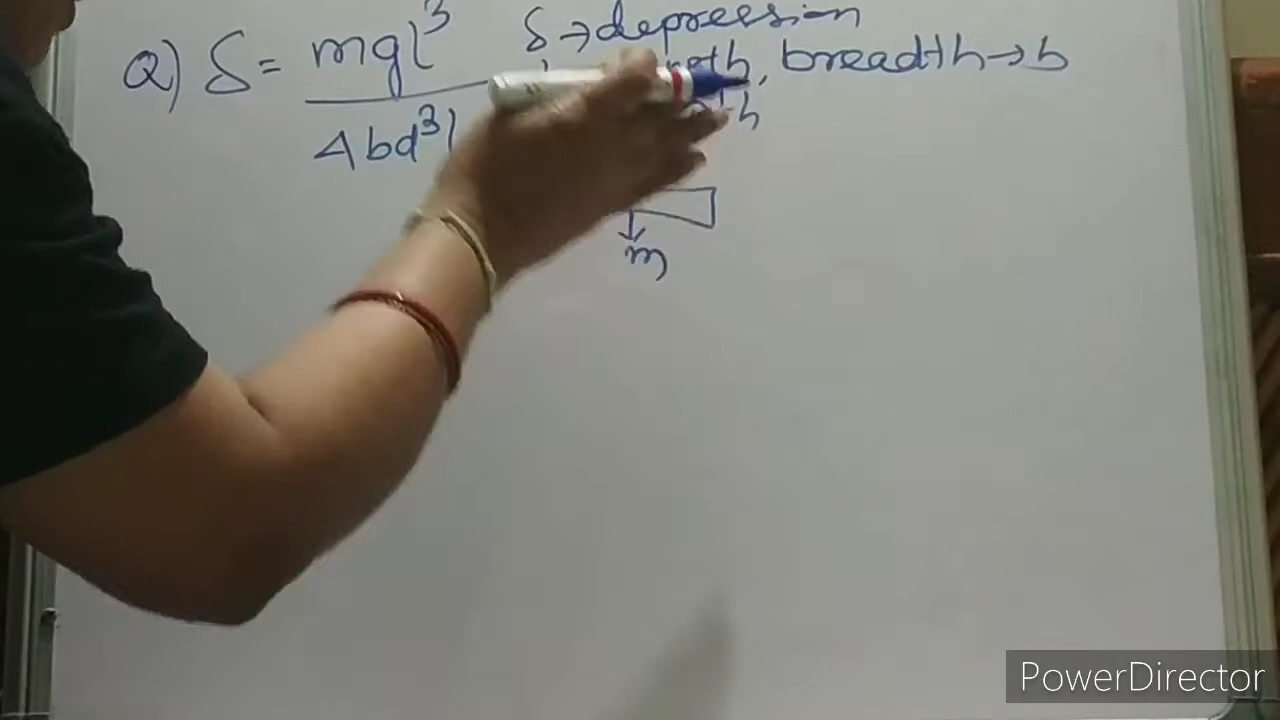 Q) δ = mgl³ / 4bd³ δ → depression
breadth → b
m
PowerDirector